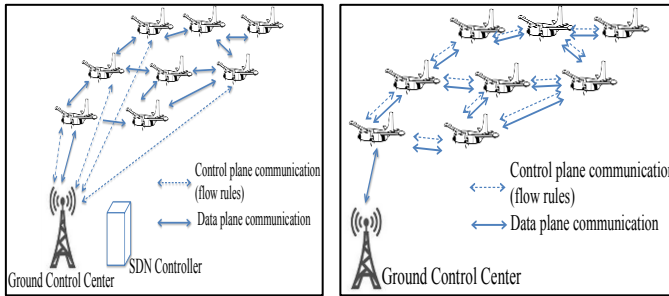 Control plane communication
(flow rules)
Data plane communication
Ground Control Center
SDN Controller
Control plane communication
(flow rules)
Data plane communication
Ground Control Center